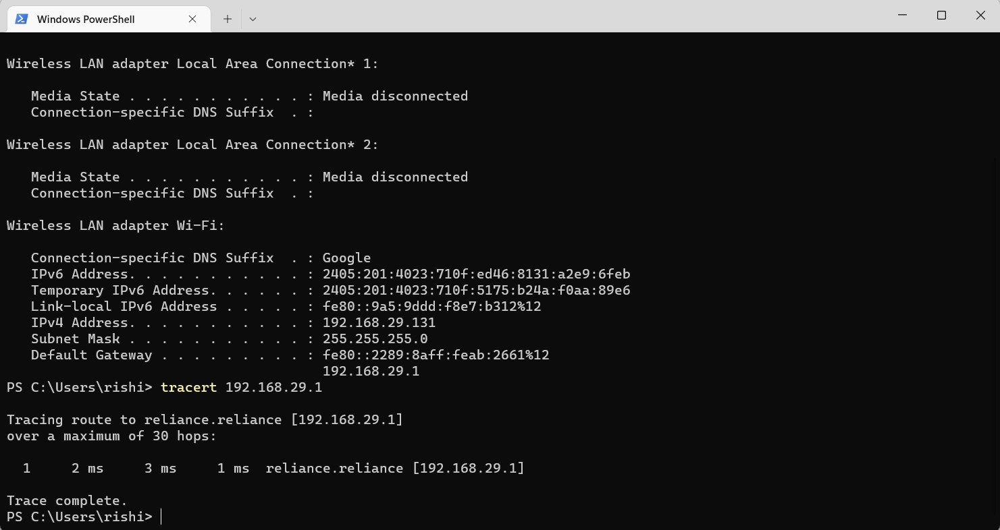 Windows PowerShell
Wireless LAN adapter Local Area Connection* 1:
   Media State . . . . . . . . . . . : Media disconnected
   Connection-specific DNS Suffix  . :
Wireless LAN adapter Local Area Connection* 2:
   Media State . . . . . . . . . . . : Media disconnected
   Connection-specific DNS Suffix  . :
Wireless LAN adapter Wi-Fi:
   Connection-specific DNS Suffix  . : Google
   IPv6 Address. . . . . . . . . . . : 2405:201:4023:710f:ed46:8131:a2e9:6feb
   Temporary IPv6 Address. . . . . . : 2405:201:4023:710f:5175:b24a:f0aa:89e6
   Link-local IPv6 Address . . . . . : fe80::9a5:9ddd:f8e7:b312%12
   IPv4 Address. . . . . . . . . . . : 192.168.29.131
   Subnet Mask . . . . . . . . . . . : 255.255.255.0
   Default Gateway . . . . . . . . . : fe80::2289:8aff:feab:2661%12
                                       192.168.29.1
PS C:\Users\rishi> tracert 192.168.29.1
Tracing route to reliance.reliance [192.168.29.1]
over a maximum of 30 hops:
  1     2 ms     3 ms     1 ms  reliance.reliance [192.168.29.1]
Trace complete.
PS C:\Users\rishi>